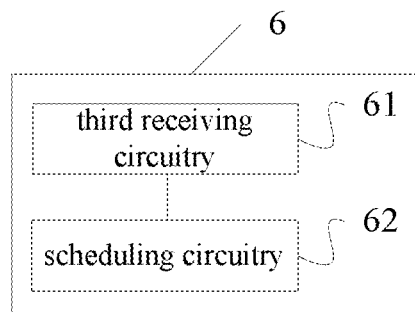 6
third receiving
circuitry
61
scheduling circuitry
62